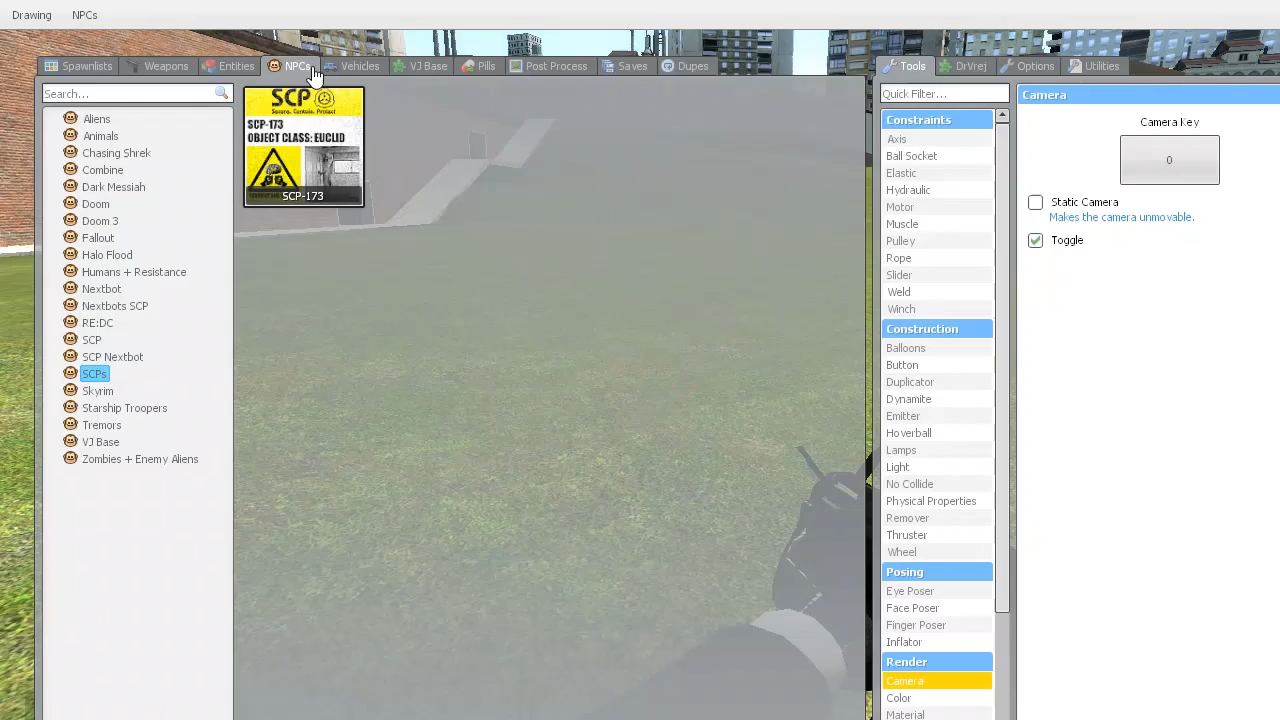 Drawing NPCs
Spawnlists Weapons Entities NPCs Vehicles VJ Base Pills Post Process Saves Dupes
Search...
Aliens
Animals
Chasing Shrek
Combine
Dark Messiah
Doom
Doom 3
Fallout
Halo Flood
Humans + Resistance
Nextbot
Nextbots SCP
RE:DC
SCP
SCP Nextbot
SCPs
Skyrim
Starship Troopers
Tremors
VJ Base
Zombies + Enemy Aliens
SCP
Secure. Contain. Protect
SCP-173
OBJECT CLASS: EUCLID
SCP-173
Tools DrVrej Options Utilities
Quick Filter...
Constraints
Axis
Ball Socket
Elastic
Hydraulic
Motor
Muscle
Pulley
Rope
Slider
Weld
Winch
Construction
Balloons
Button
Duplicator
Dynamite
Emitter
Hoverball
Lamps
Light
No Collide
Physical Properties
Remover
Thruster
Wheel
Posing
Eye Poser
Face Poser
Finger Poser
Inflator
Render
Camera
Color
Material
Camera
Camera Key
0
Static Camera
Makes the camera unmovable.
Toggle